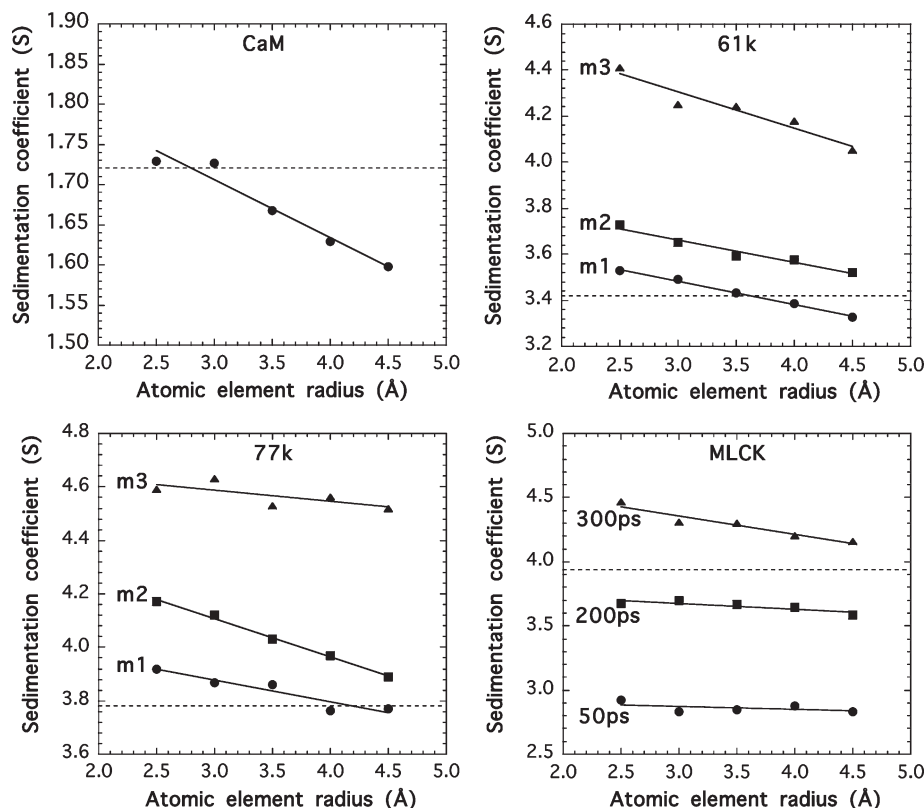 CaM
Sedimentation coefficient (S)
1.90
1.85
1.80
1.75
1.70
1.65
1.60
1.55
1.50
2.0 2.5 3.0 3.5 4.0 4.5 5.0
Atomic element radius (Å)
61k
Sedimentation coefficient (S)
4.6
4.4
4.2
4.0
3.8
3.6
3.4
3.2
m3
m2
m1
2.0 2.5 3.0 3.5 4.0 4.5 5.0
Atomic element radius (Å)
77k
Sedimentation coefficient (S)
4.8
4.6
4.4
4.2
4.0
3.8
3.6
m3
m2
m1
2.0 2.5 3.0 3.5 4.0 4.5 5.0
Atomic element radius (Å)
MLCK
Sedimentation coefficient (S)
5.0
4.5
4.0
3.5
3.0
2.5
300ps
200ps
50ps
2.0 2.5 3.0 3.5 4.0 4.5 5.0
Atomic element radius (Å)